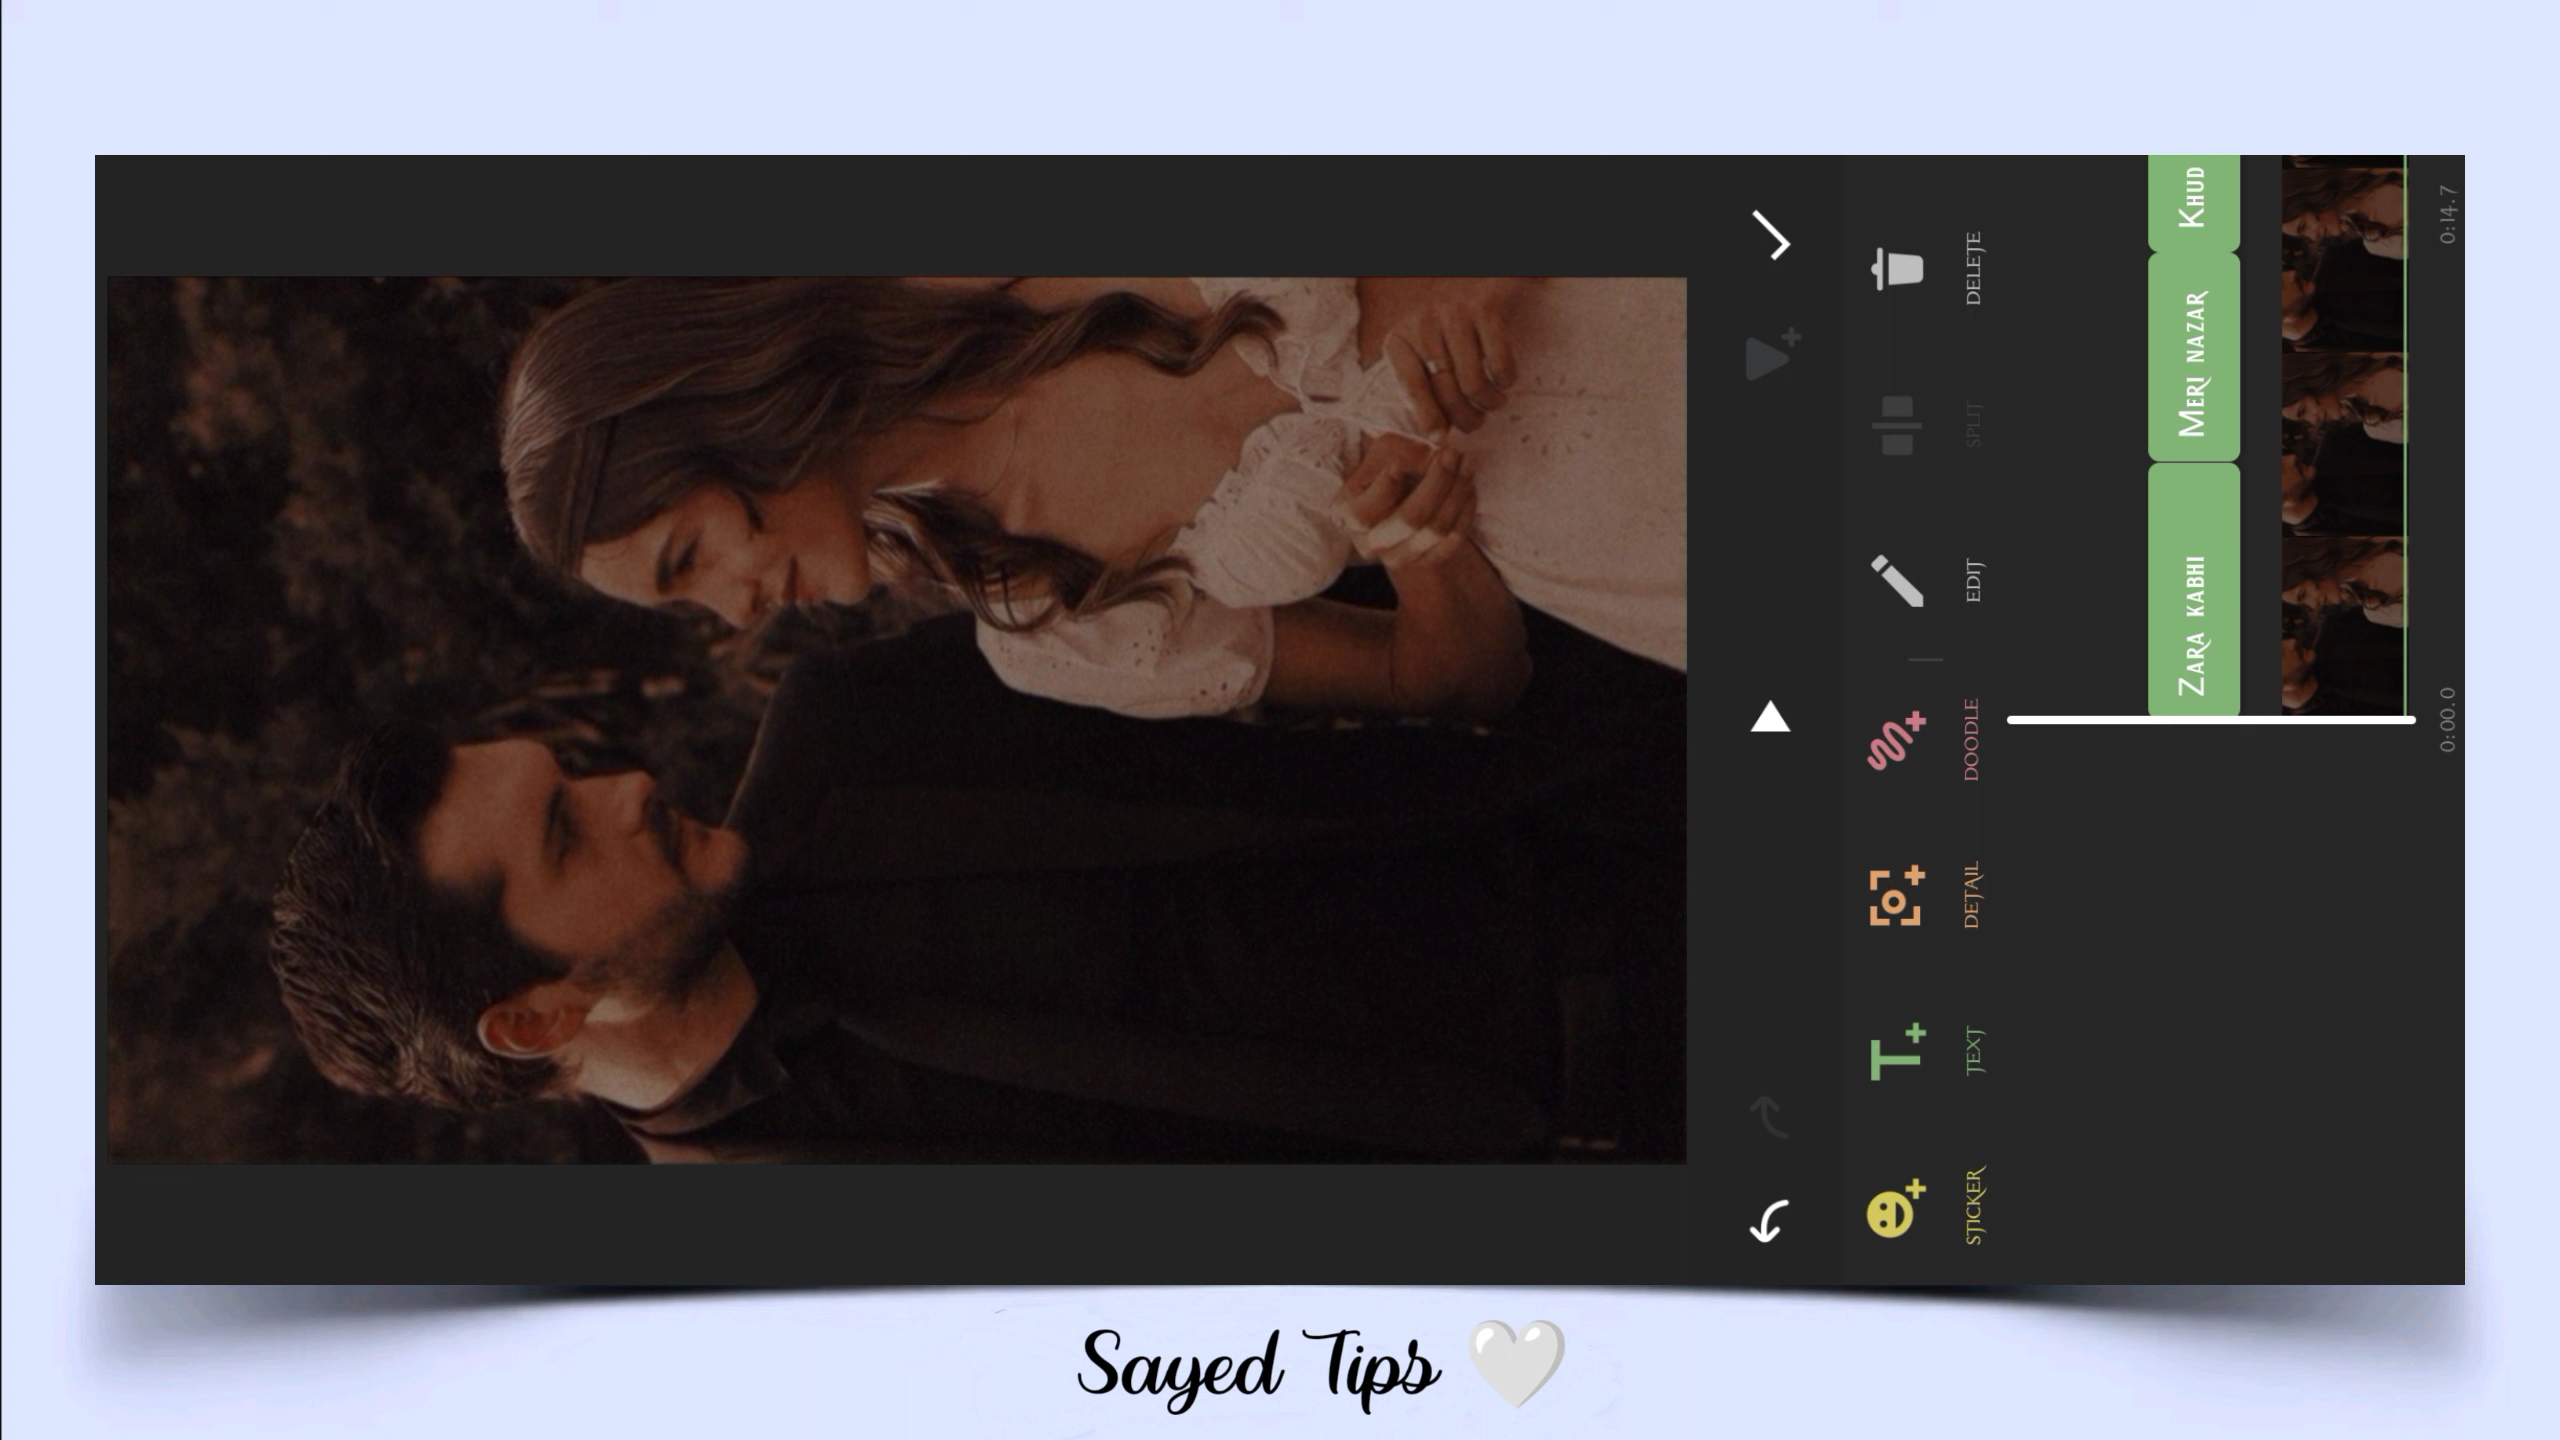 DELETE
SPLIT
EDIT
DOODLE
DETAIL
TEXT
STICKER
KHUD
MERI NAZAR
ZARA KABHI
0:14.7
0:00.0
Sayed Tips 🤍